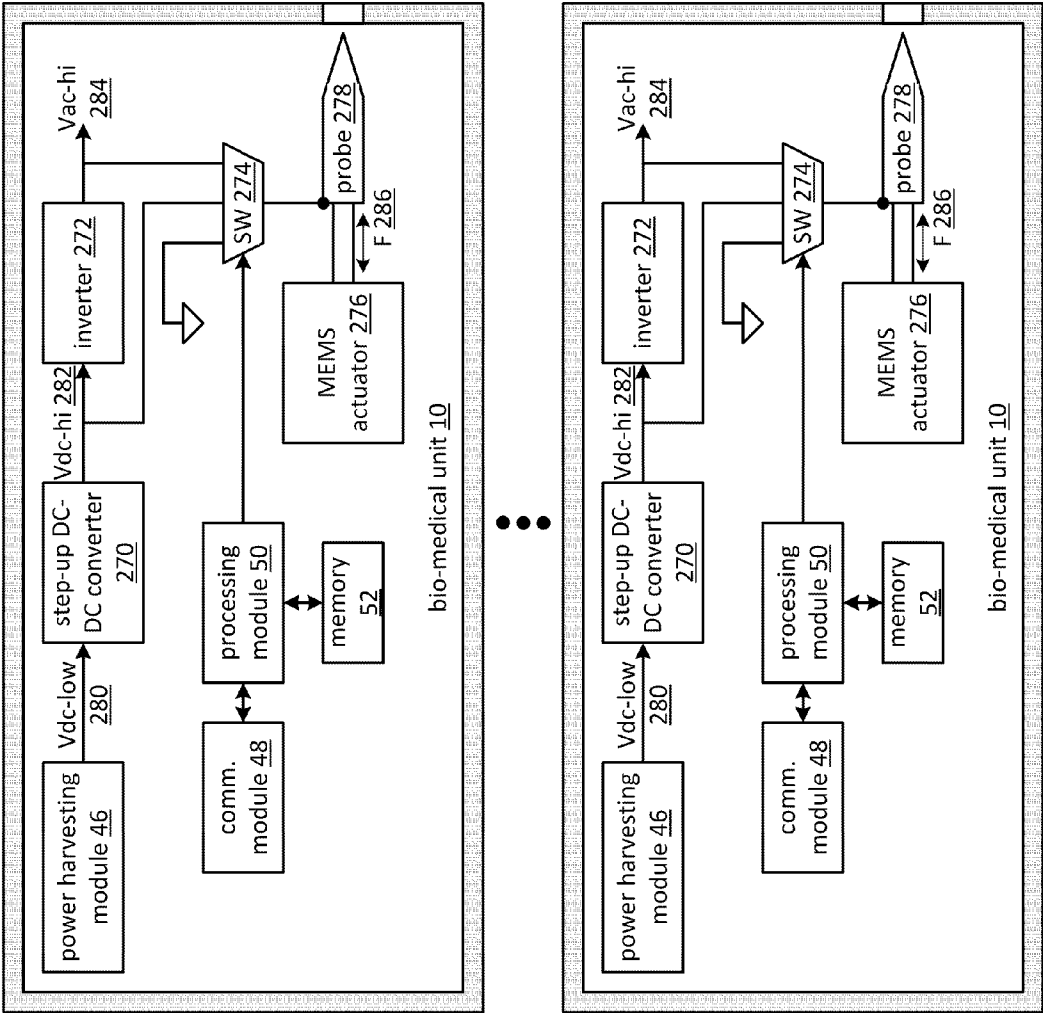 power harvesting
module 46
Vdc-low
280
step-up DC-
DC converter
270
Vdc-hi 282
inverter 272
Vac-hi
284
comm.
module 48
processing
module 50
memory
52
SW 274
MEMS
actuator 276
F 286
probe 278
bio-medical unit 10
power harvesting
module 46
Vdc-low
280
step-up DC-
DC converter
270
Vdc-hi 282
inverter 272
Vac-hi
284
comm.
module 48
processing
module 50
memory
52
SW 274
MEMS
actuator 276
F 286
probe 278
bio-medical unit 10